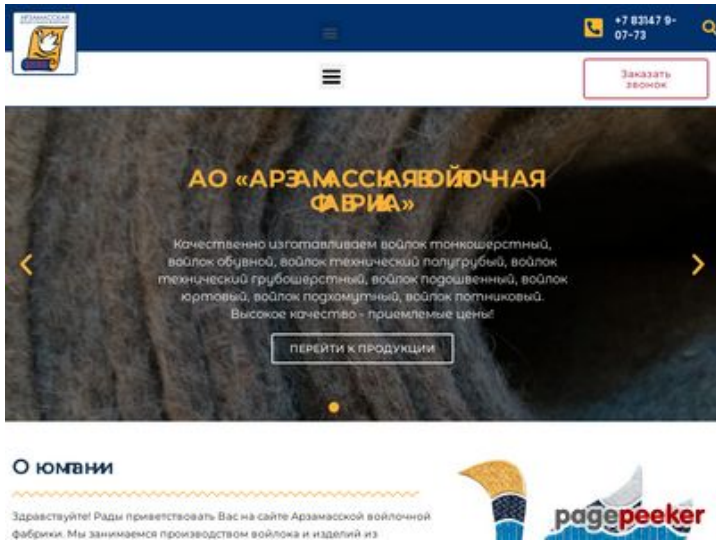 АРЗАМАССКАЯ
+7 83147 9-
07-73
Заказать
звонок
АО «АРЗАМАССКАЯ ВОЙЛОЧНАЯ
ФАБРИКА»
Качественно изготавливаем войлок тонкошерстный,
войлок обувной, войлок технический полугрубый, войлок
технический грубошерстный, войлок подошвенный, войлок
юртовый, войлок подхомутный, войлок потниковый.
Высокое качество - приемлемые цены!
ПЕРЕЙТИ К ПРОДУКЦИИ
О компании
Здравствуйте! Рады приветствовать Вас на сайте Арзамасской войлочной
фабрики. Мы занимаемся производством войлока и изделий из
pagepeeker